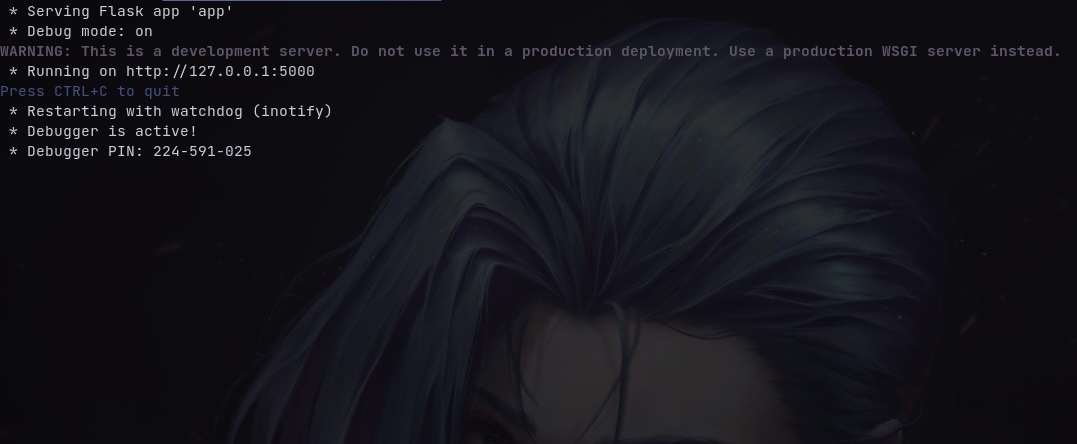 * Serving Flask app 'app'
* Debug mode: on
WARNING: This is a development server. Do not use it in a production deployment. Use a production WSGI server instead.
* Running on http://127.0.0.1:5000
Press CTRL+C to quit
* Restarting with watchdog (inotify)
* Debugger is active!
* Debugger PIN: 224-591-025